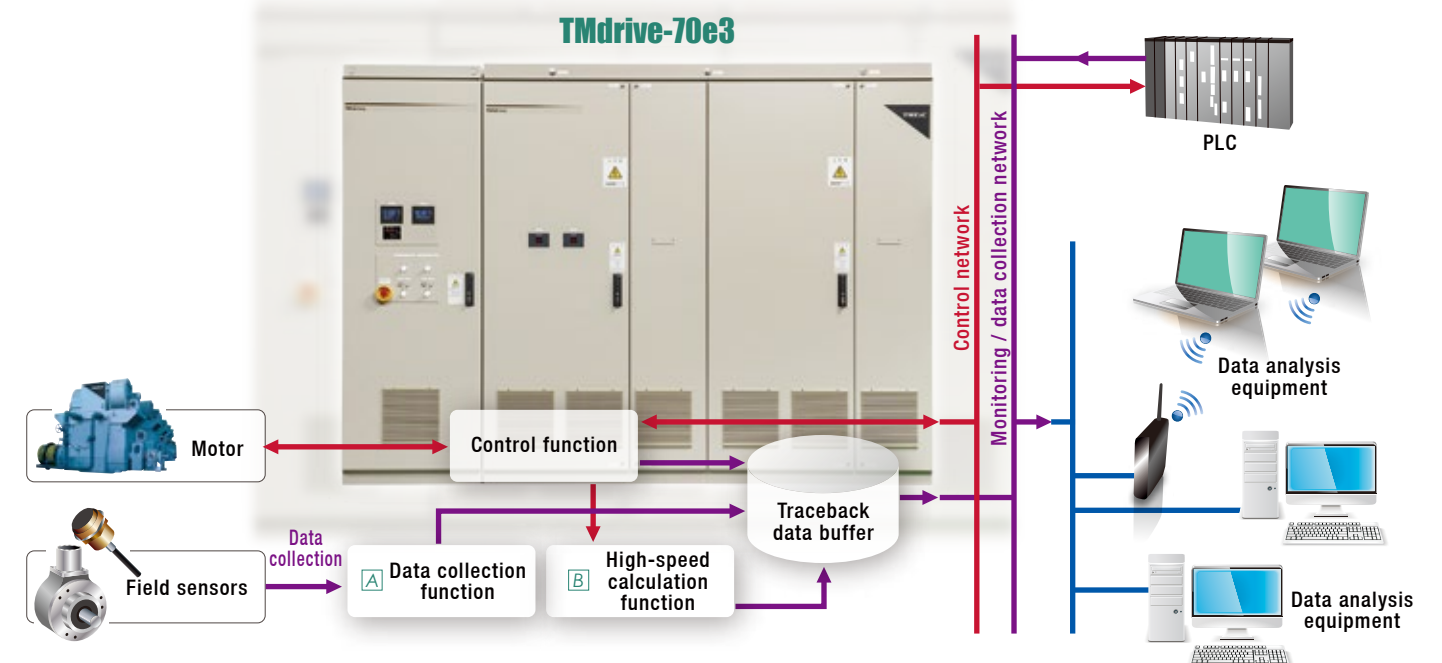 TMdrive-70e3
PLC
Control network
Monitoring / data collection network
Data analysis
equipment
Motor
Control function
Traceback
data buffer
Data
collection
Field sensors
A
Data collection
function
B
High-speed
calculation
function
Data analysis
equipment